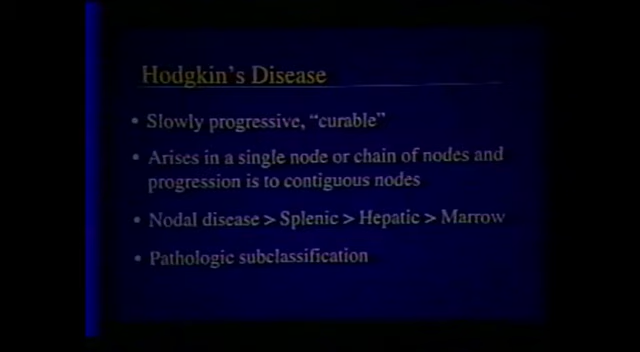 Hodgkin's Disease
• Slowly progressive, “curable”
• Arises in a single node or chain of nodes and
progression is to contiguous nodes
• Nodal disease > Splenic > Hepatic > Marrow
• Pathologic subclassification